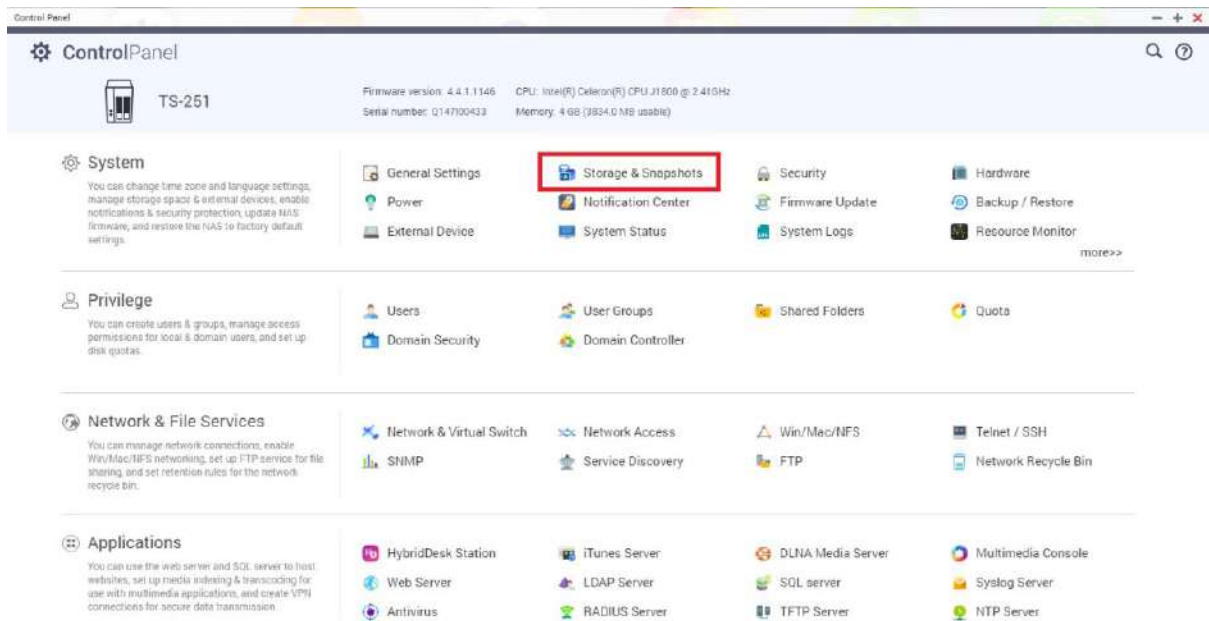 Control Panel
ControlPanel
TS-251
Firmware version: 4.4.1.1146 CPU: Intel(R) Celeron(R) CPU J1800 @ 2.41GHz
Serial number: Q147I00433 Memory: 4 GB (3834.0 MB usable)
System
You can change time zone and language settings,
manage storage space & external devices, enable
notifications & security protection, update NAS
firmware, and restore the NAS to factory default
settings.
General Settings
Storage & Snapshots
Security
Hardware
Power
Notification Center
Firmware Update
Backup / Restore
External Device
System Status
System Logs
Resource Monitor
more>>
Privilege
You can create users & groups, manage access
permissions for local & domain users, and set up
disk quotas.
Users
User Groups
Shared Folders
Quota
Domain Security
Domain Controller
Network & File Services
You can manage network connections, enable
Win/Mac/NFS networking, set up FTP service for file
sharing, and set retention rules for the network
recycle bin.
Network & Virtual Switch
Network Access
Win/Mac/NFS
Telnet / SSH
SNMP
Service Discovery
FTP
Network Recycle Bin
Applications
You can use the web server and SQL server to host
websites, set up media indexing & transcoding for
use with multimedia applications, and create VPN
connections for secure data transmission.
HybridDesk Station
iTunes Server
DLNA Media Server
Multimedia Console
Web Server
LDAP Server
SQL server
Syslog Server
Antivirus
RADIUS Server
TFTP Server
NTP Server